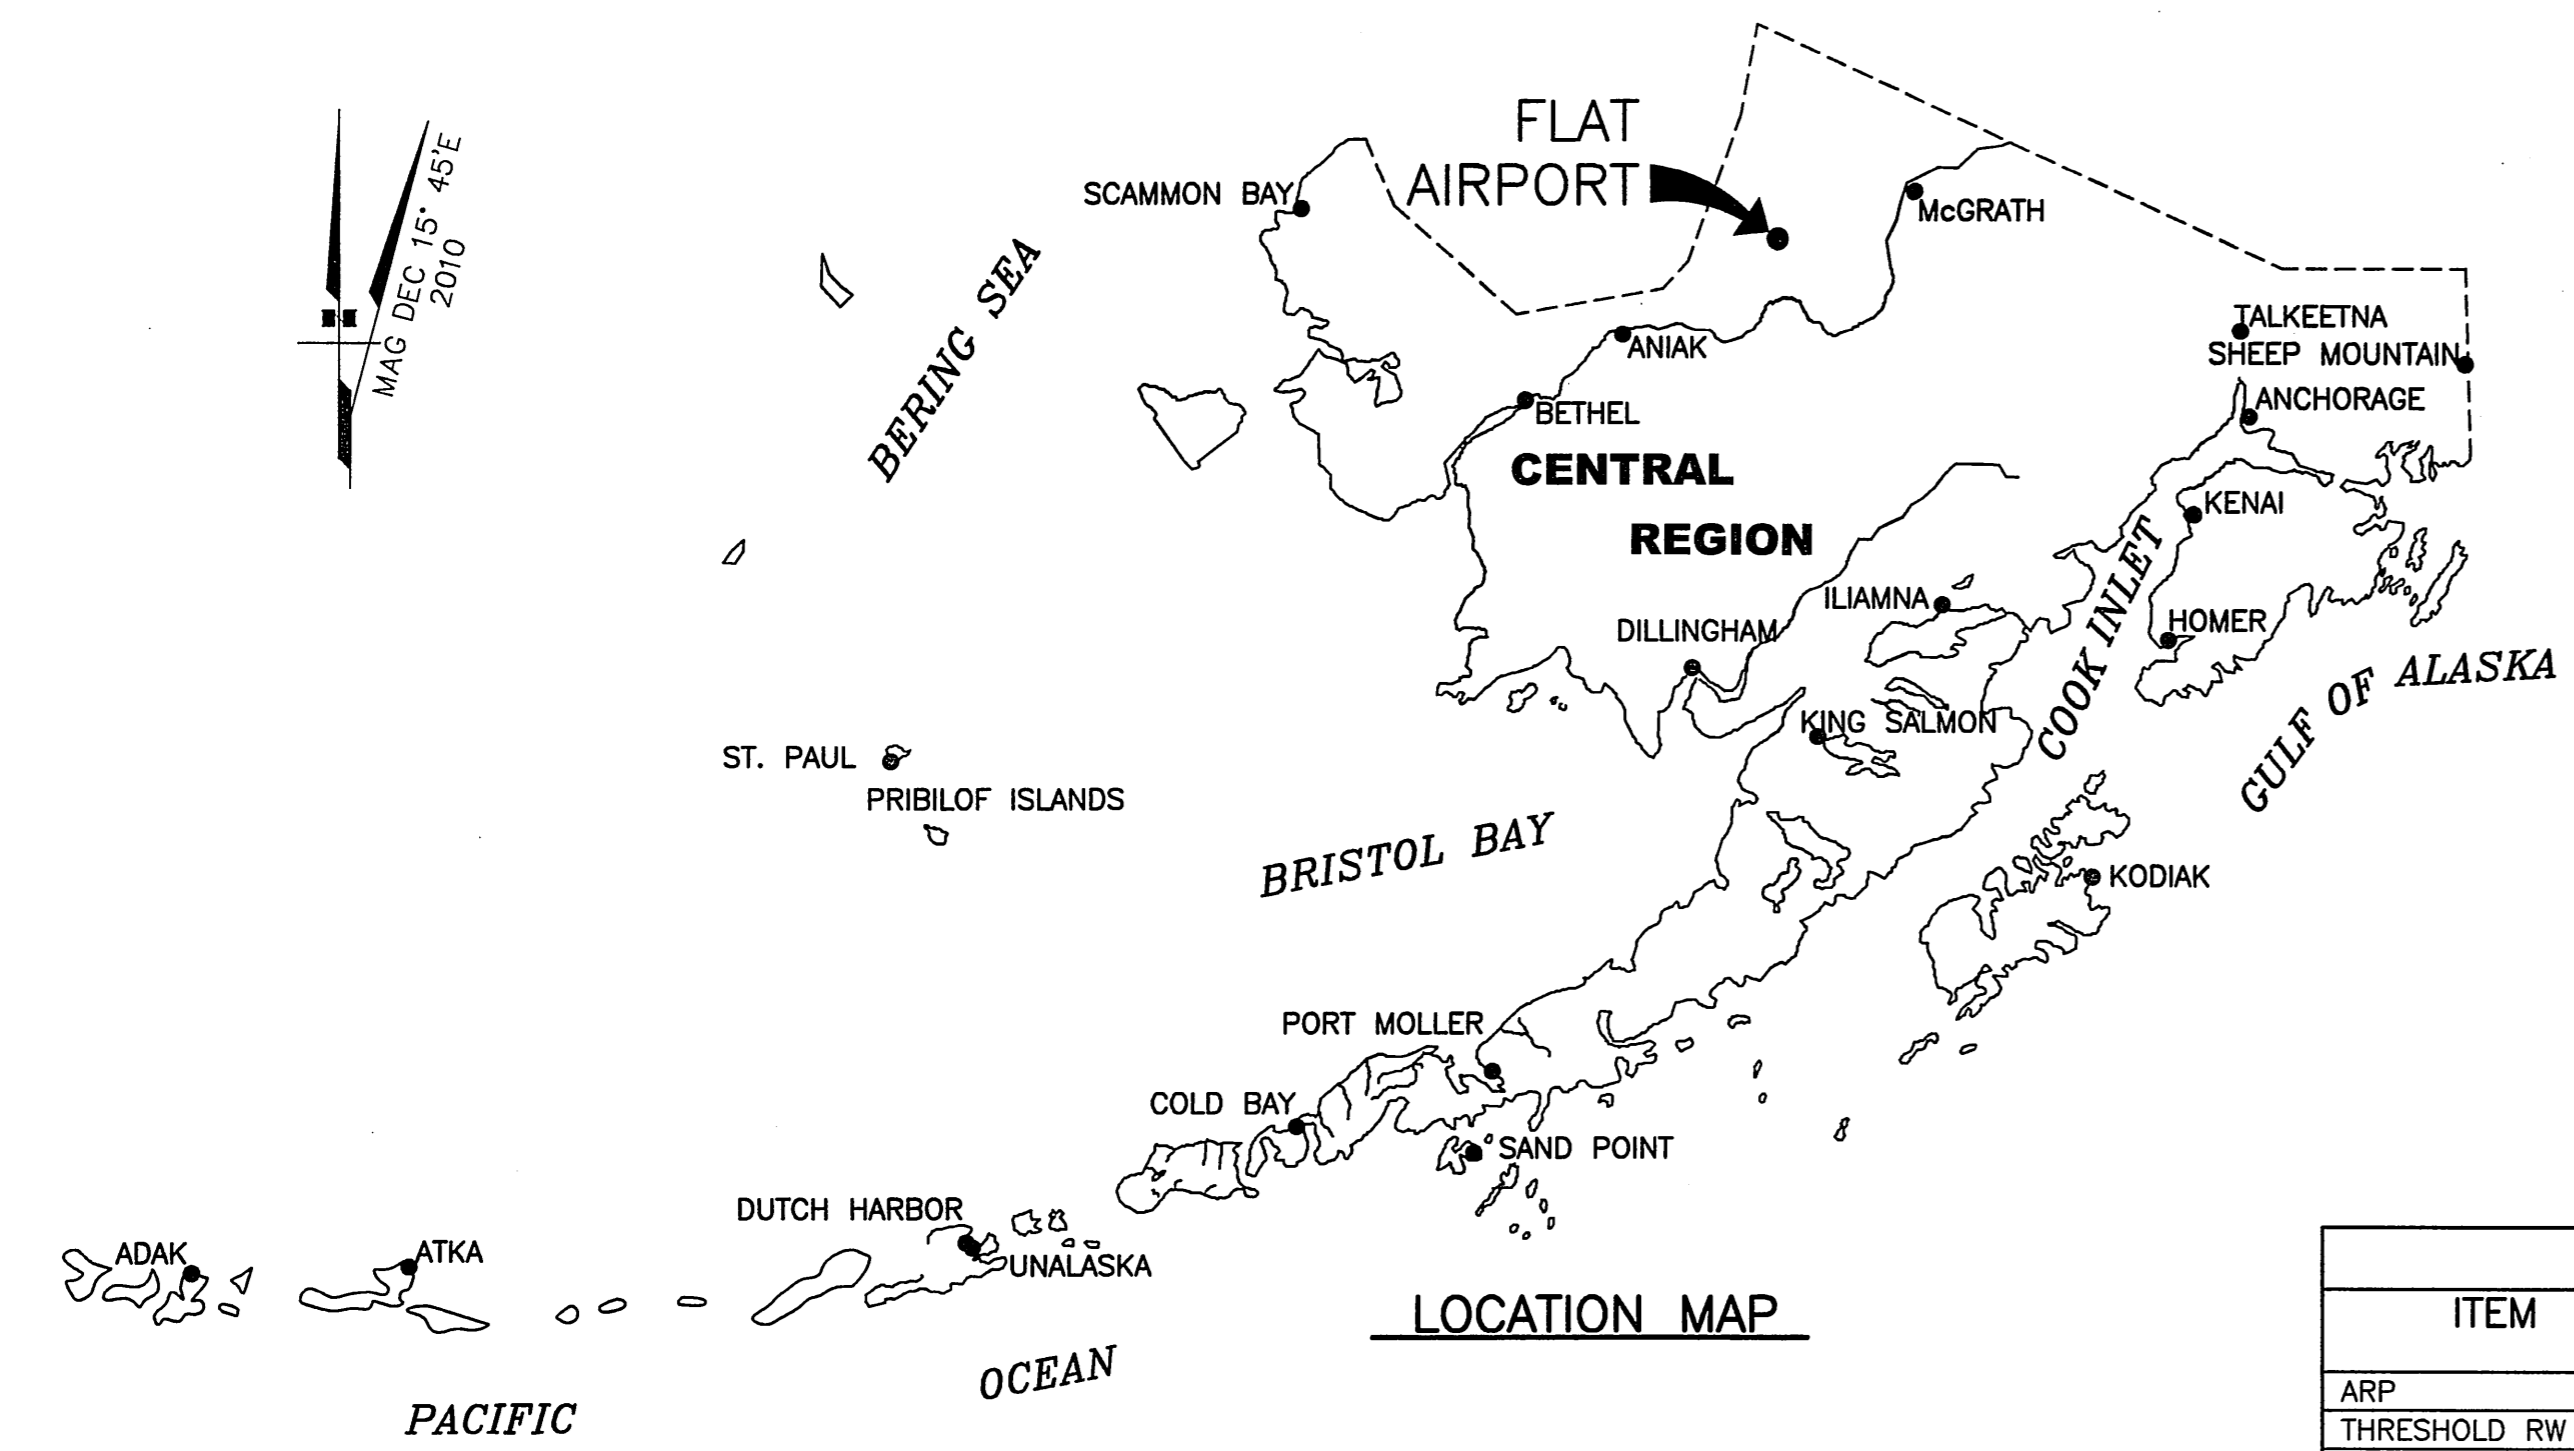 MAG DEC 15° 45'E
2010
FLAT
AIRPORT
SCAMMON BAY
McGRATH
BERING SEA
TALKEETNA
SHEEP MOUNTAIN
ANCHORAGE
ANIAK
BETHEL
CENTRAL
REGION
KENAI
ILIAMNA
DILLINGHAM
HOMER
COOK INLET
GULF OF ALASKA
KING SALMON
ST. PAUL
PRIBILOF ISLANDS
BRISTOL BAY
KODIAK
PORT MOLLER
COLD BAY
SAND POINT
DUTCH HARBOR
UNALASKA
ADAK
ATKA
LOCATION MAP
PACIFIC
OCEAN
ITEM
ARP
THRESHOLD RW